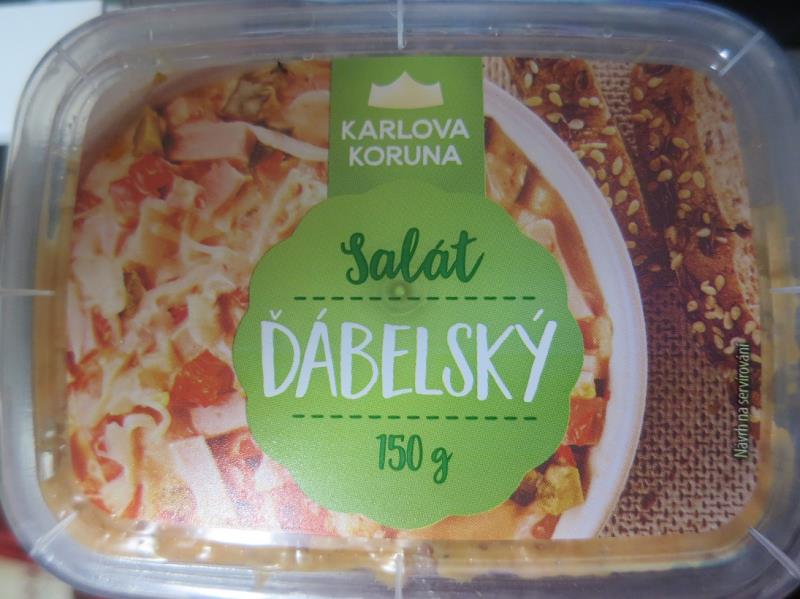 KARLOVA
KORUNA
Salát
ĎÁBELSKÝ
150 g
Návrh na servírování